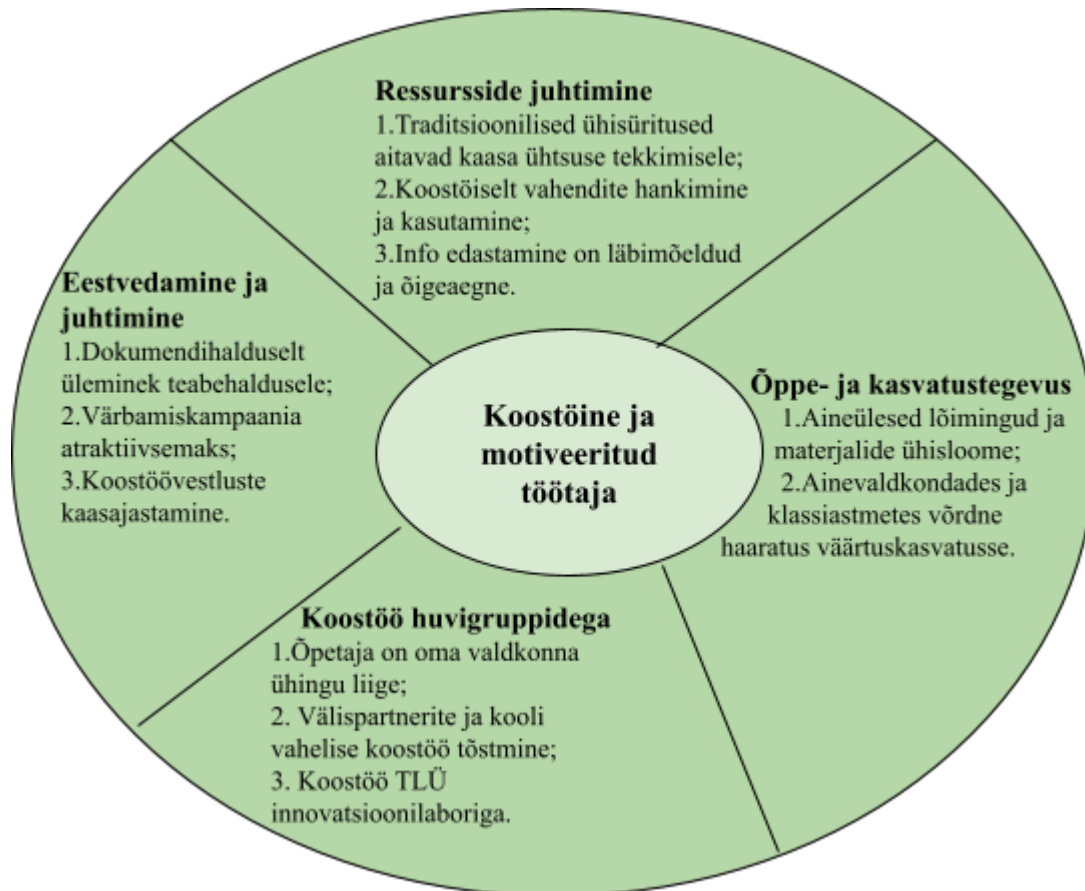 Ressursside juhtimine
1.Traditsioonilised ühisüritused
aitavad kaasa ühtsuse tekkimisele;
2.Koostöiselt vahendite hankimine
ja kasutamine;
3.Info edastamine on läbimõeldud
ja õigeaegne.
Eestvedamine ja
juhtimine
1.Dokumendihalduselt
üleminek teabehaldusele;
2.Värbamiskampaania
atraktiivsemaks;
3.Koostöövestluste
kaasajastamine.
Koostöine ja
motiveeritud
töötaja
Õppe- ja kasvatustegevus
1.Aineülesed lõimingud ja
materjalide ühisloome;
2.Ainevaldkondades ja
klassiastmetes võrdne
haaratus väärtuskasvatusse.
Koostöö huvigruppidega
1.Õpetaja on oma valdkonna
ühingu liige;
2. Välispartnerite ja kooli
vahelise koostöö tõstmine;
3. Koostöö TLÜ
innovatsioonilaboriga.